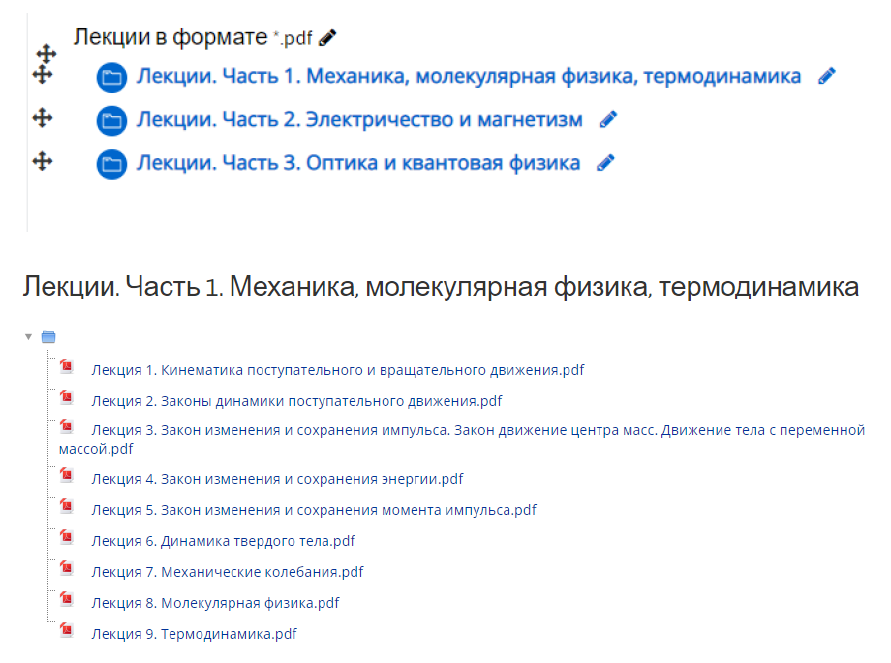 Лекции в формате *.pdf
Лекции. Часть 1. Механика, молекулярная физика, термодинамика
Лекции. Часть 2. Электричество и магнетизм
Лекции. Часть 3. Оптика и квантовая физика
Лекции. Часть 1. Механика, молекулярная физика, термодинамика
Лекция 1. Кинематика поступательного и вращательного движения.pdf
Лекция 2. Законы динамики поступательного движения.pdf
Лекция 3. Закон изменения и сохранения импульса. Закон движение центра масс. Движение тела с переменной
массой.pdf
Лекция 4. Закон изменения и сохранения энергии.pdf
Лекция 5. Закон изменения и сохранения момента импульса.pdf
Лекция 6. Динамика твердого тела.pdf
Лекция 7. Механические колебания.pdf
Лекция 8. Молекулярная физика.pdf
Лекция 9. Термодинамика.pdf